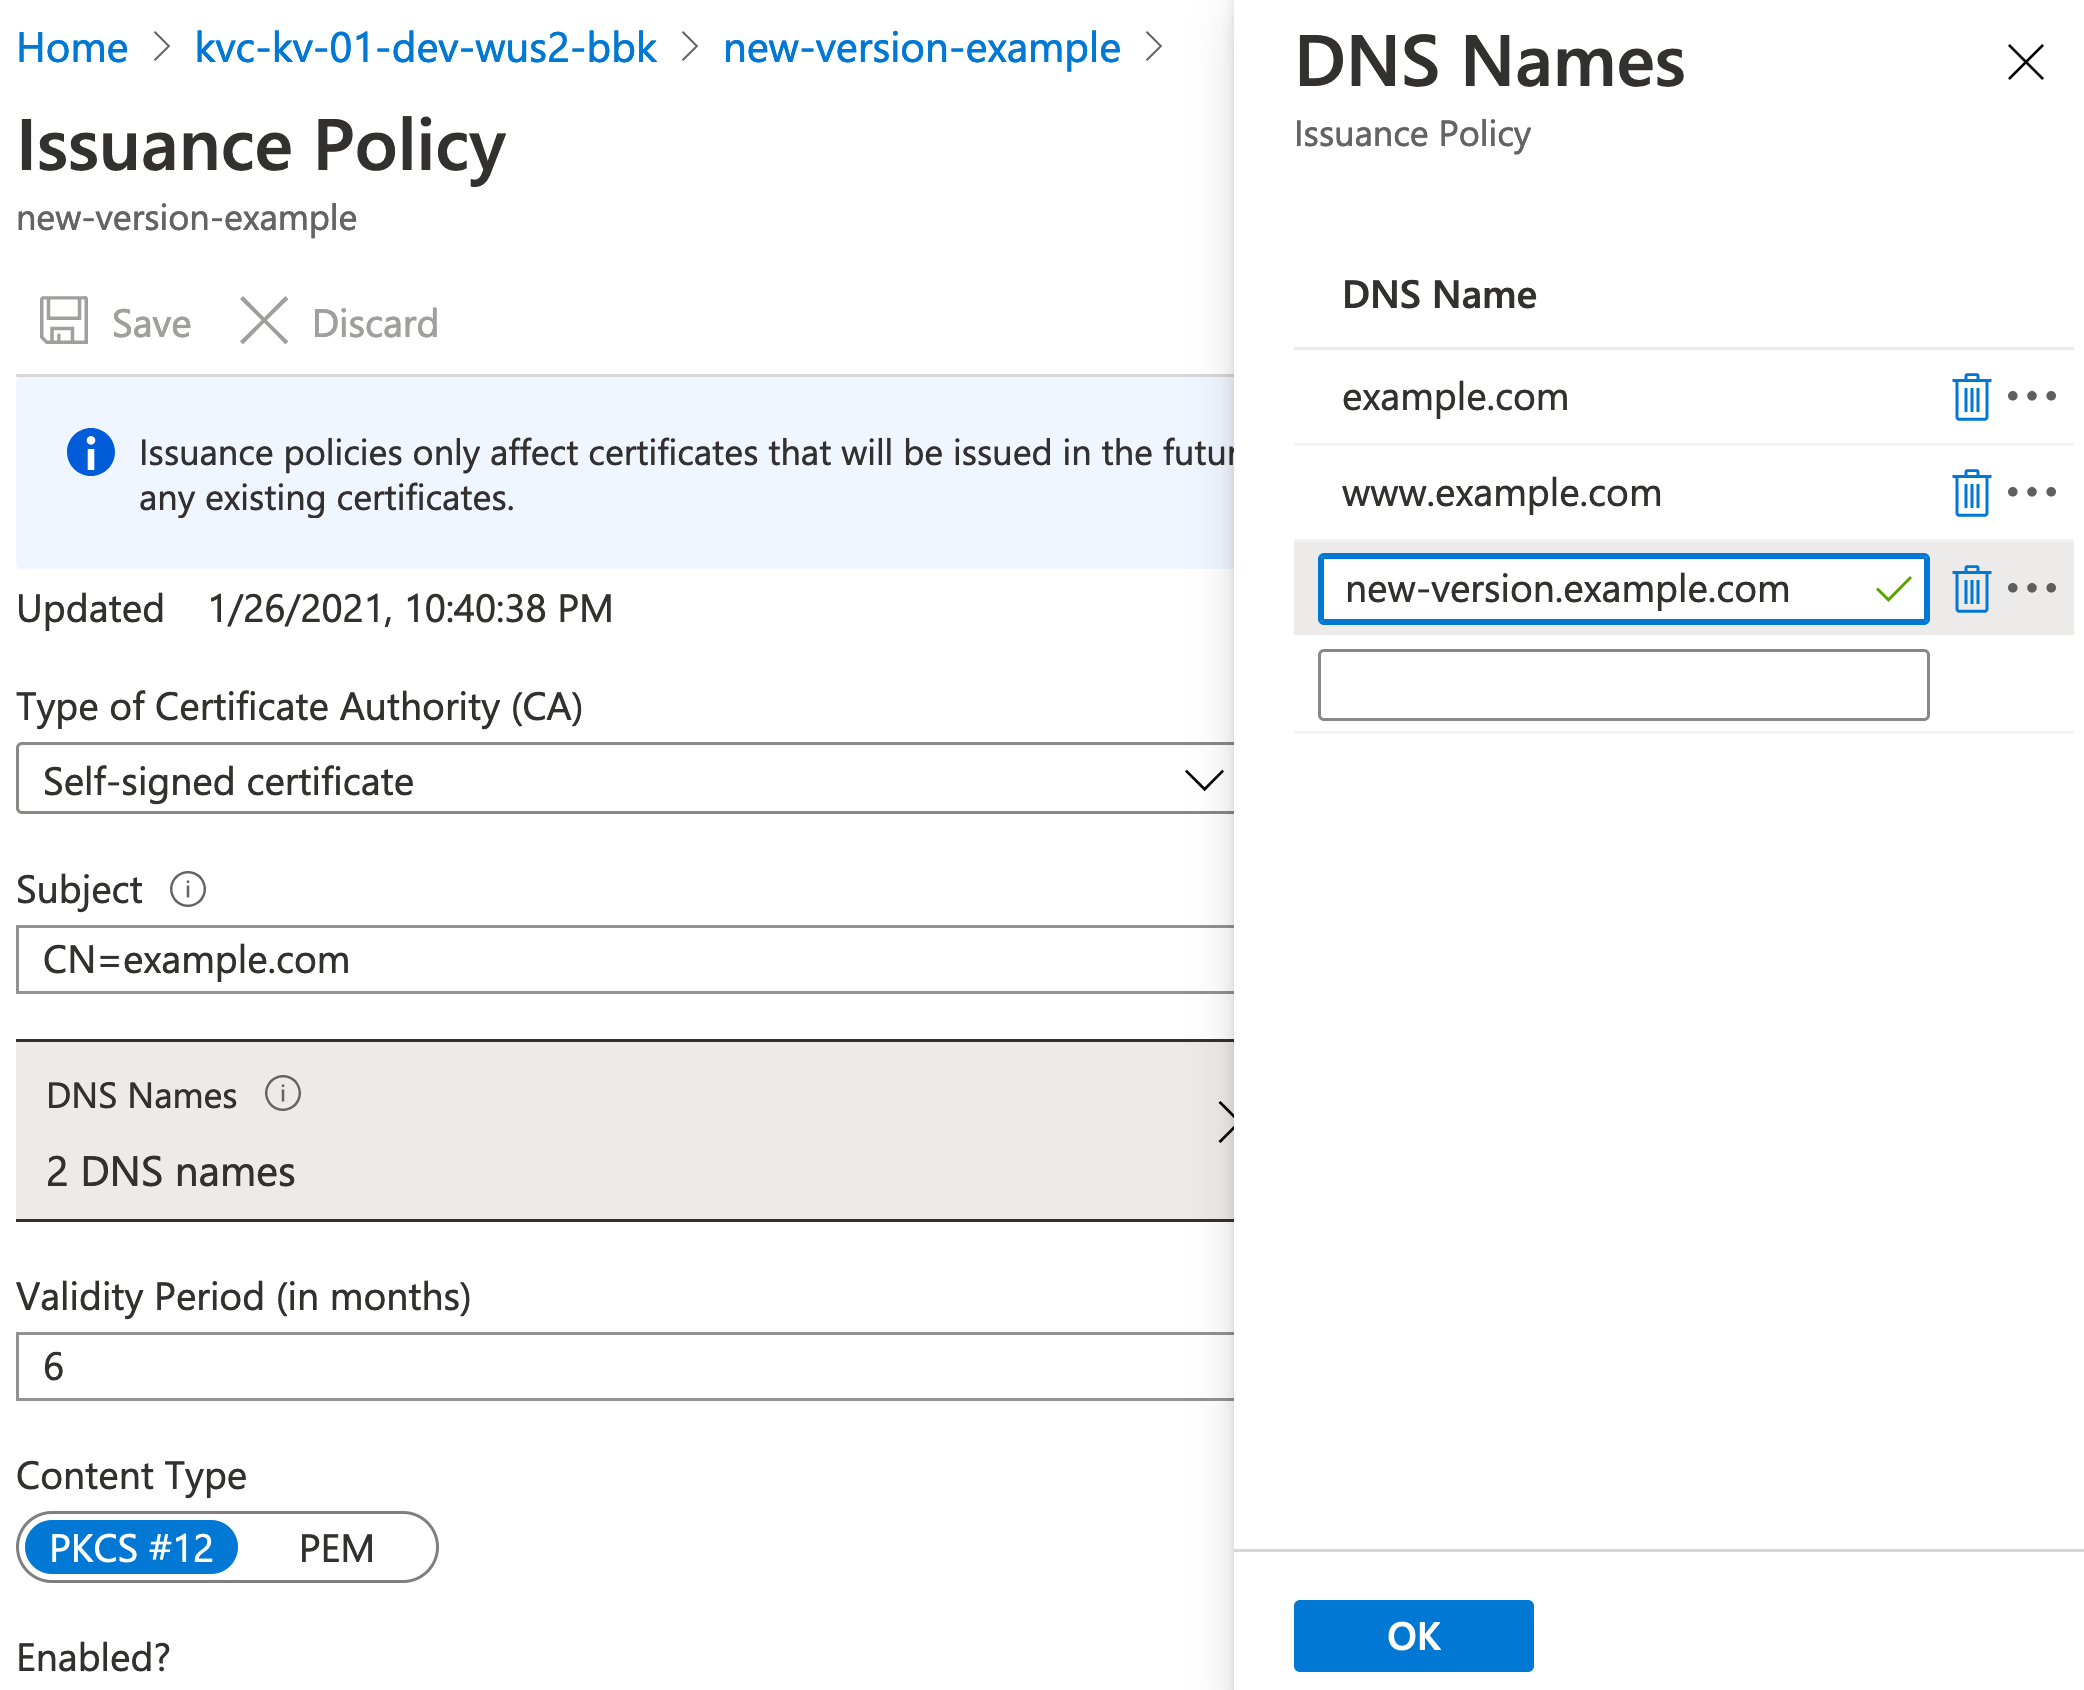 Home > kvc-kv-01-dev-wus2-bbk > new-version-example >
Issuance Policy
new-version-example
Save Discard
Issuance policies only affect certificates that will be issued in the
any existing certificates.
Updated 1/26/2021, 10:40:38 PM
Type of Certificate Authority (CA)
Self-signed certificate
Subject
CN=example.com
DNS Names
2 DNS names
Validity Period (in months)
6
Content Type
PKCS #12 PEM
Enabled?
DNS Names
Issuance Policy
DNS Name
example.com
www.example.com
new-version.example.com
OK